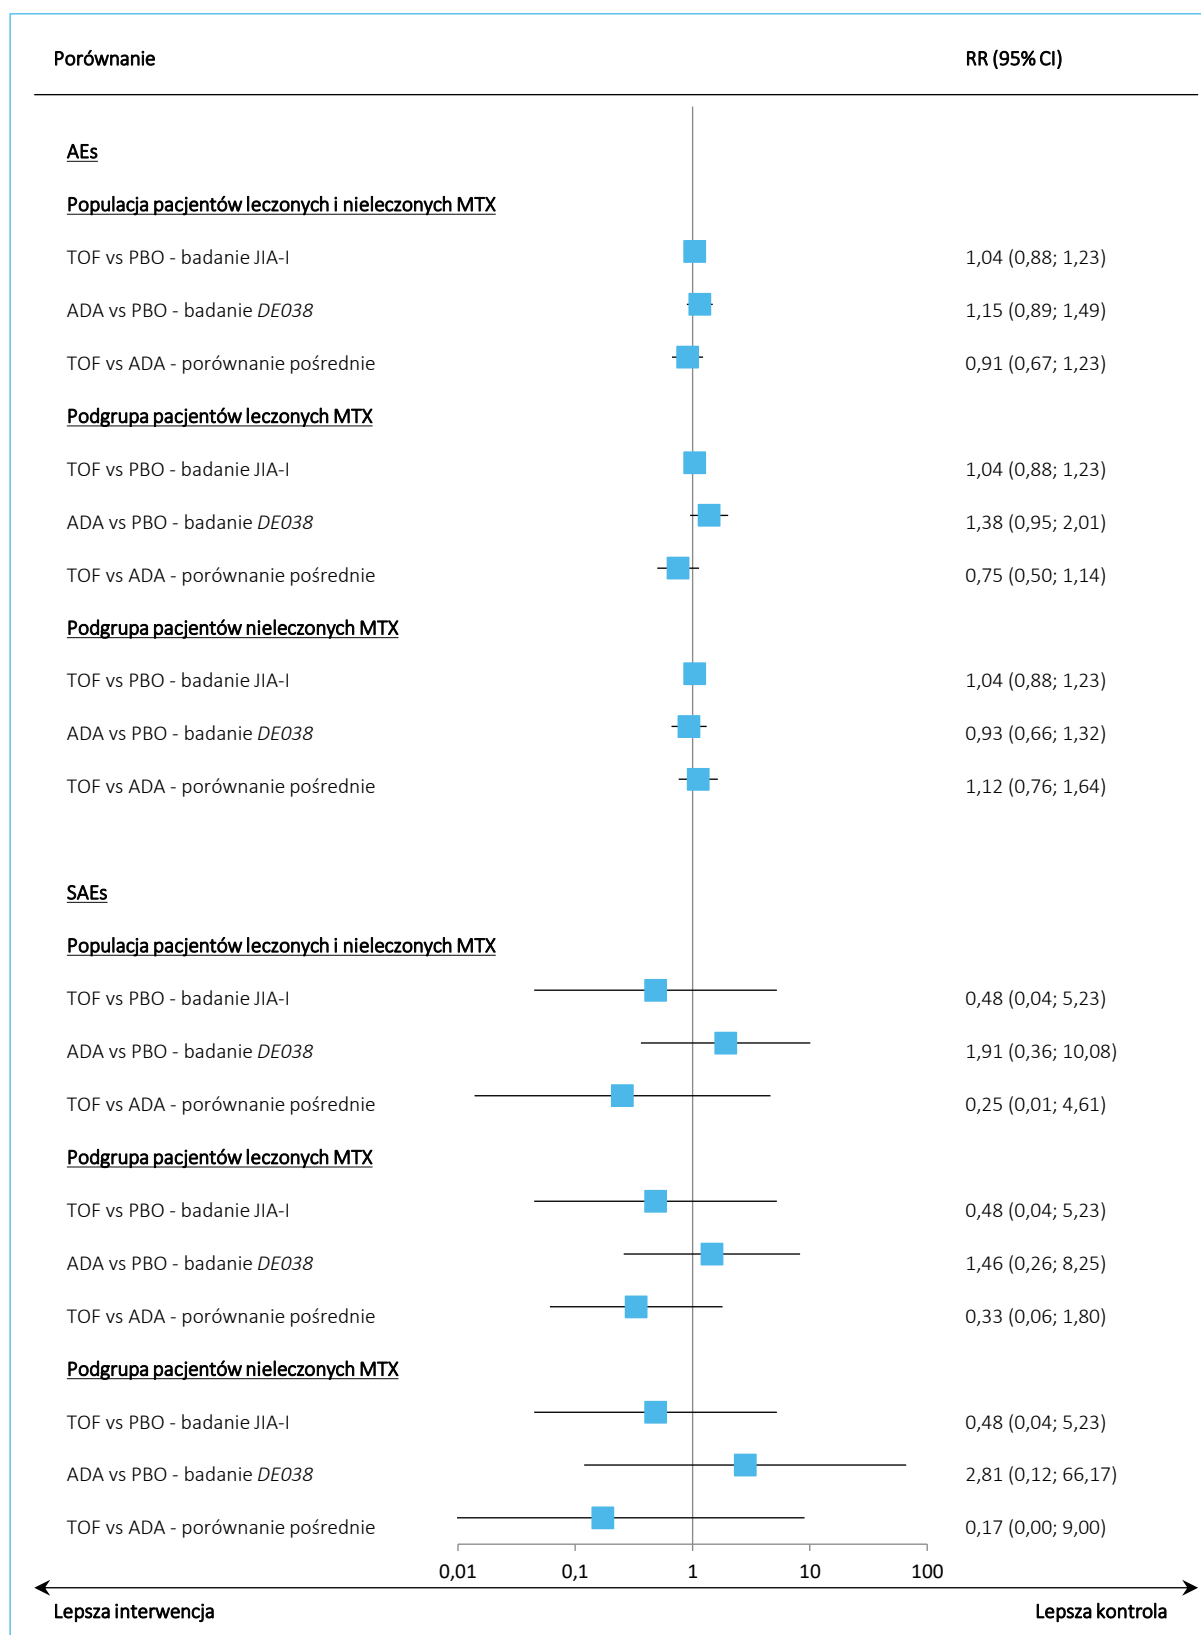 Porównanie RR (95% CI)
AEs
Populacja pacjentów leczonych i nieleczonych MTX
TOF vs PBO - badanie JIA-I 1,04 (0,88; 1,23)
ADA vs PBO - badanie DE038 1,15 (0,89; 1,49)
TOF vs ADA - porównanie pośrednie 0,91 (0,67; 1,23)
Podgrupa pacjentów leczonych MTX
TOF vs PBO - badanie JIA-I 1,04 (0,88; 1,23)
ADA vs PBO - badanie DE038 1,38 (0,95; 2,01)
TOF vs ADA - porównanie pośrednie 0,75 (0,50; 1,14)
Podgrupa pacjentów nieleczonych MTX
TOF vs PBO - badanie JIA-I 1,04 (0,88; 1,23)
ADA vs PBO - badanie DE038 0,93 (0,66; 1,32)
TOF vs ADA - porównanie pośrednie 1,12 (0,76; 1,64)
SAEs
Populacja pacjentów leczonych i nieleczonych MTX
TOF vs PBO - badanie JIA-I 0,48 (0,04; 5,23)
ADA vs PBO - badanie DE038 1,91 (0,36; 10,08)
TOF vs ADA - porównanie pośrednie 0,25 (0,01; 4,61)
Podgrupa pacjentów leczonych MTX
TOF vs PBO - badanie JIA-I 0,48 (0,04; 5,23)
ADA vs PBO - badanie DE038 1,46 (0,26; 8,25)
TOF vs ADA - porównanie pośrednie 0,33 (0,06; 1,80)
Podgrupa pacjentów nieleczonych MTX
TOF vs PBO - badanie JIA-I 0,48 (0,04; 5,23)
ADA vs PBO - badanie DE038 2,81 (0,12; 66,17)
TOF vs ADA - porównanie pośrednie 0,17 (0,00; 9,00)
0,01 0,1 1 10 100
Lepsza interwencja Lepsza kontrola